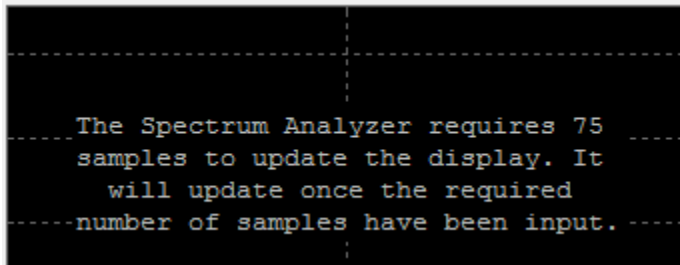 The Spectrum Analyzer requires 75
samples to update the display. It
will update once the required
number of samples have been input.